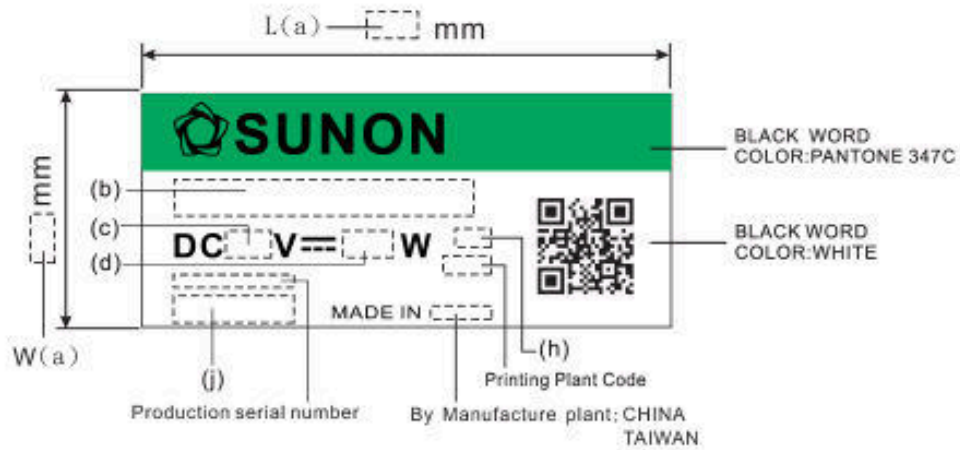 L(a) mm
SUNON
BLACK WORD
COLOR:PANTONE 347C
mm
(b)
(c)
DC V W
(d)
BLACK WORD
COLOR:WHITE
MADE IN
W(a)
(j)
(h)
Printing Plant Code
Production serial number
By Manufacture plant: CHINA
TAIWAN